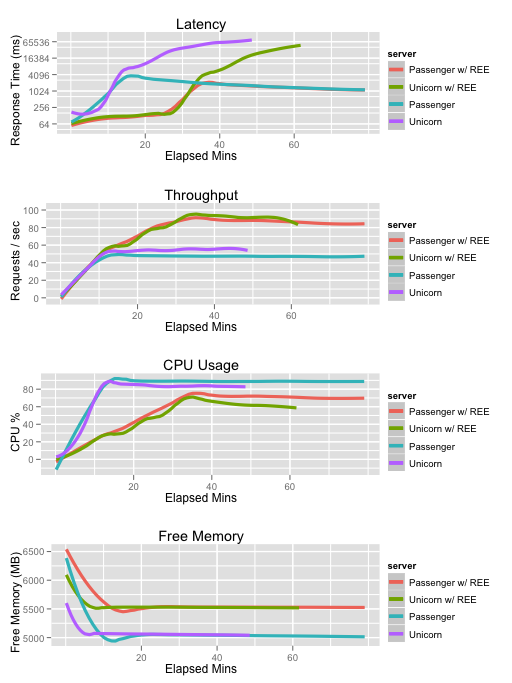 Latency
Response Time (ms)
65536
16384
4096
1024
256
64
20
40
60
Elapsed Mins
server
Passenger w/ REE
Unicorn w/ REE
Passenger
Unicorn
Throughput
Requests / sec
100
80
60
40
20
0
20
40
60
Elapsed Mins
server
Passenger w/ REE
Unicorn w/ REE
Passenger
Unicorn
CPU Usage
CPU %
80
60
40
20
0
20
40
60
Elapsed Mins
server
Passenger w/ REE
Unicorn w/ REE
Passenger
Unicorn
Free Memory
Free Memory (MB)
6500
6000
5500
5000
20
40
60
Elapsed Mins
server
Passenger w/ REE
Unicorn w/ REE
Passenger
Unicorn